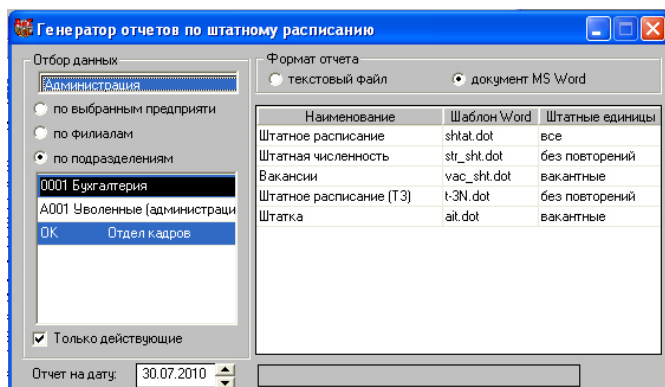 Генератор отчетов по штатному расписанию
Отбор данных
Администрация
по выбранным предприяти
по филиалам
по подразделениям
0001 Бухгалтерия
А001 Уволенные (администраци
ОК Отдел кадров
Только действующие
Отчет на дату: 30.07.2010
Формат отчета
текстовый файл документ MS Word
Наименование Шаблон Word Штатные единицы
Штатное расписание shtat.dot все
Штатная численность str_sht.dot без повторений
Вакансии vac_sht.dot вакантные
Штатное расписание (Т3) t-3N.dot без повторений
Штатка ait.dot вакантные